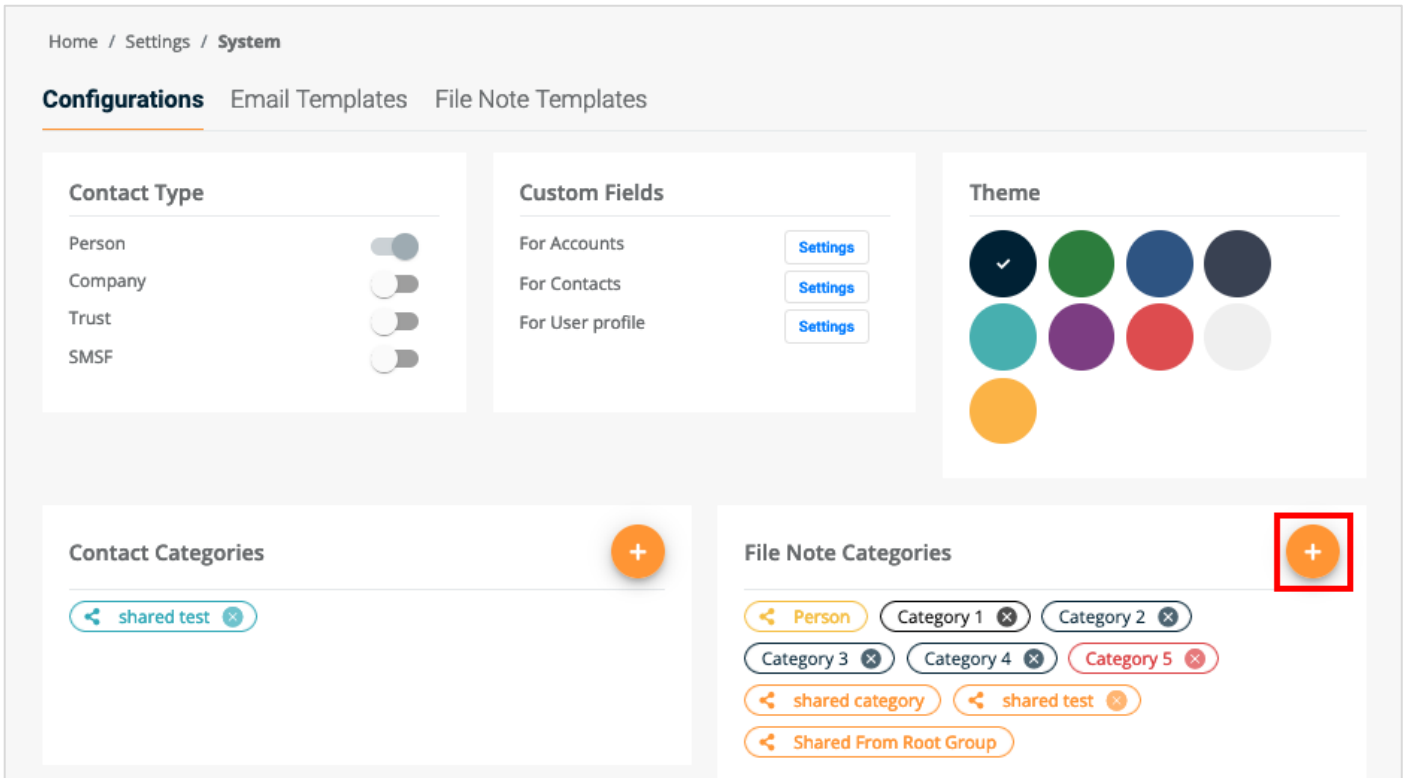 Home / Settings / System
Configurations Email Templates File Note Templates
Contact Type
Person
Company
Trust
SMSF
Custom Fields
For Accounts Settings
For Contacts Settings
For User profile Settings
Theme
Contact Categories
shared test
File Note Categories
Person Category 1 Category 2
Category 3 Category 4 Category 5
shared category shared test
Shared From Root Group